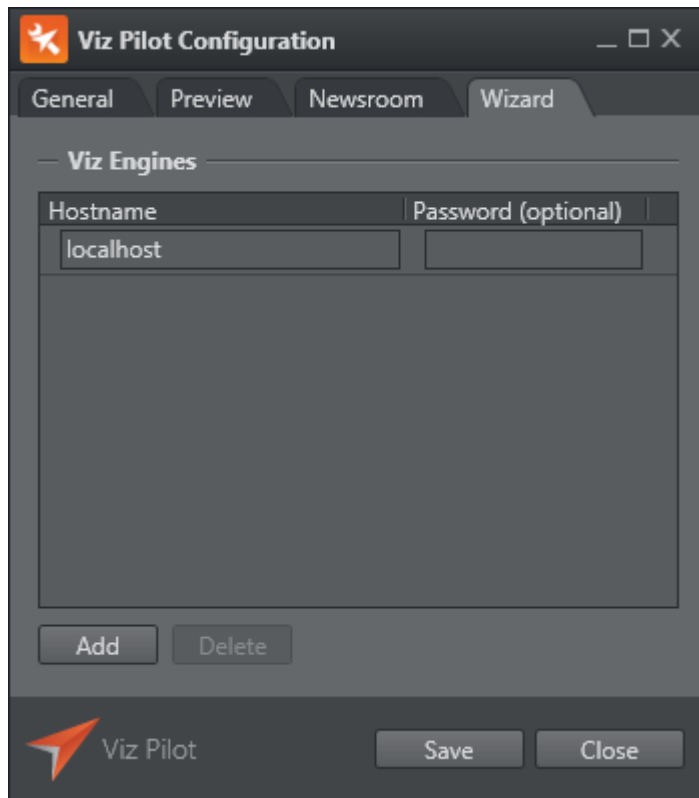 Viz Pilot Configuration
General Preview Newsroom Wizard
Viz Engines
Hostname Password (optional)
localhost
Add Delete
Viz Pilot Save Close